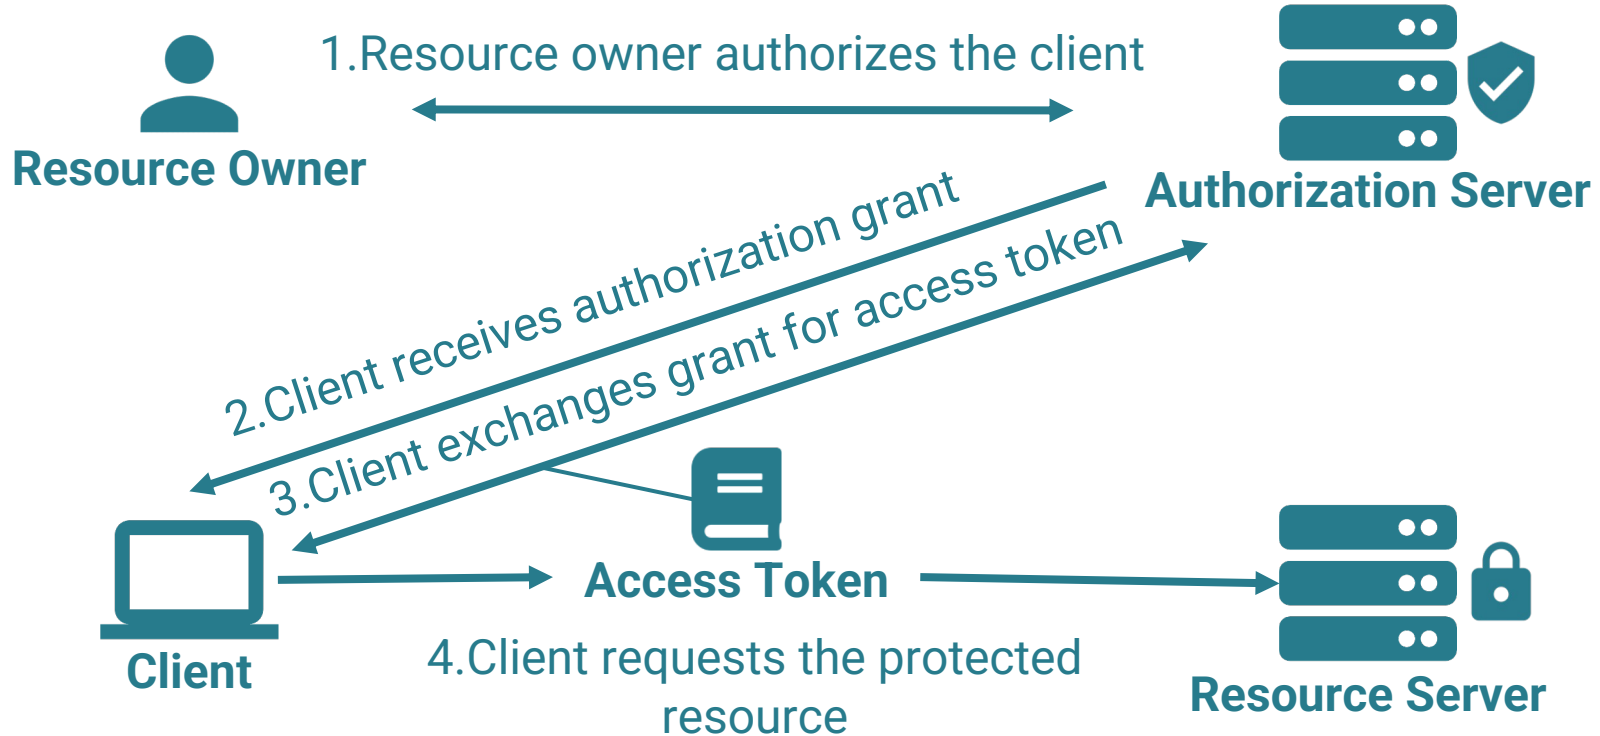 1.Resource owner authorizes the client
Resource Owner
Authorization Server
2.Client receives authorization grant
3.Client exchanges grant for access token
Access Token
Client
4.Client requests the protected
resource
Resource Server